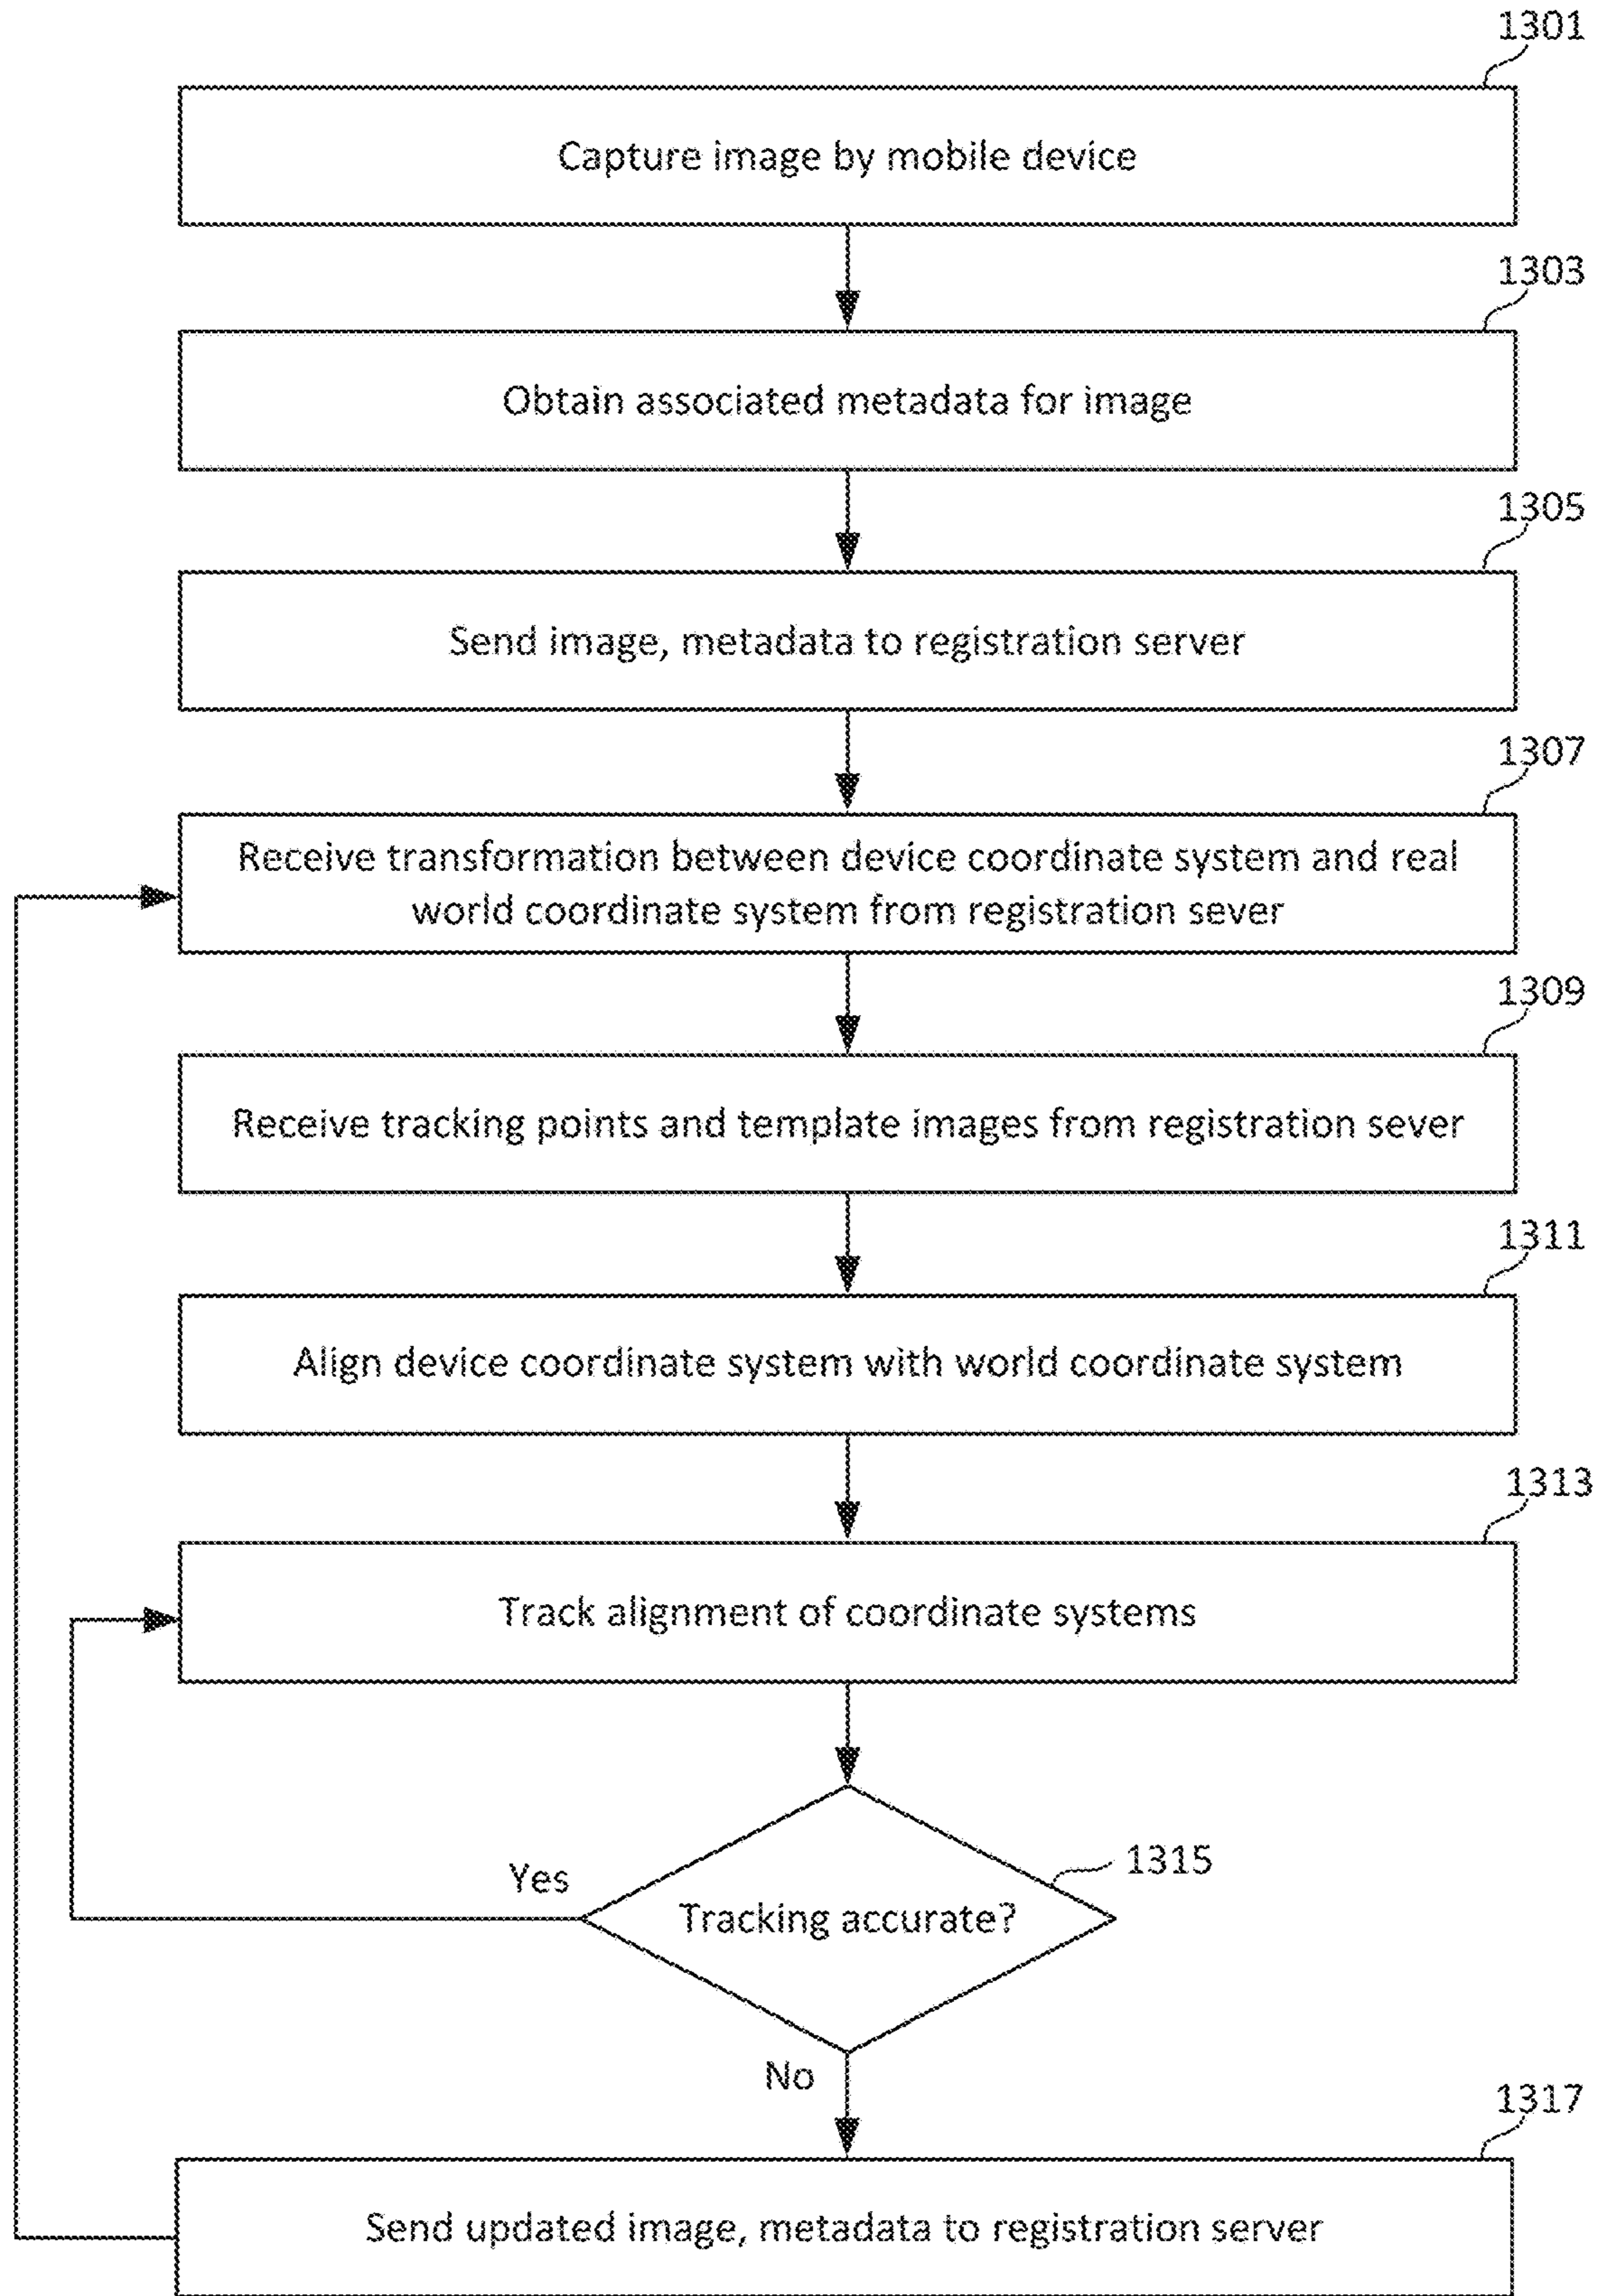 1301
Capture image by mobile device
1303
Obtain associated metadata for image
1305
Send image, metadata to registration server
1307
Receive transformation between device coordinate system and real
world coordinate system from registration sever
1309
Receive tracking points and template images from registration sever
1311
Align device coordinate system with world coordinate system
1313
Track alignment of coordinate systems
1315
Yes
Tracking accurate?
No
1317
Send updated image, metadata to registration server